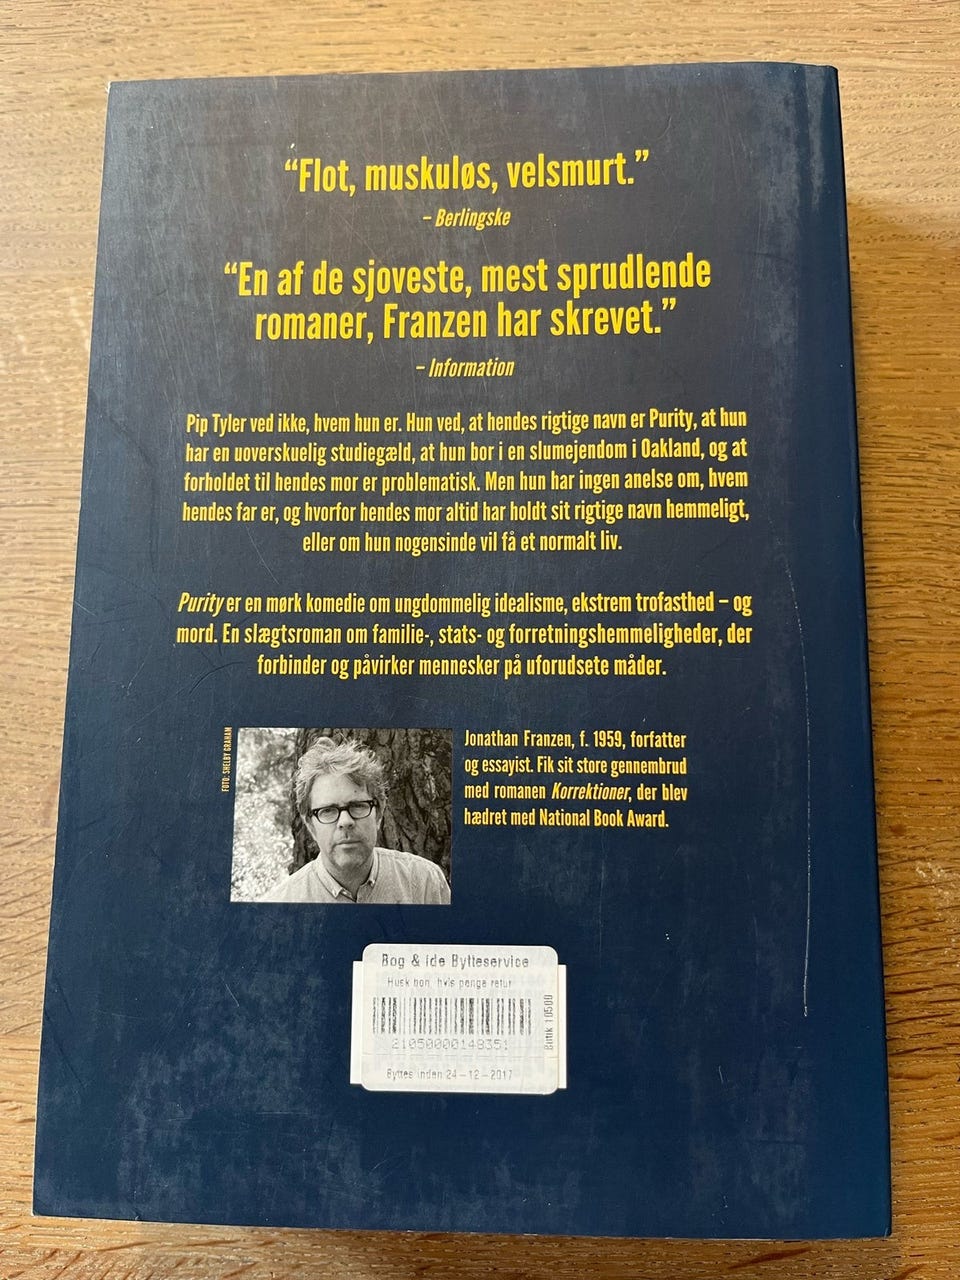 “Flot, muskuløs, velsmurt.”
– Berlingske
“En af de sjoveste, mest sprudlende
romaner, Franzen har skrevet.”
– Information
Pip Tyler ved ikke, hvem hun er. Hun ved, at hendes rigtige navn er Purity, at hun
har en uoverskuelig studiegæld, at hun bor i en slumejendom i Oakland, og at
forholdet til hendes mor er problematisk. Men hun har ingen anelse om, hvem
hendes far er, og hvorfor hendes mor altid har holdt sit rigtige navn hemmeligt,
eller om hun nogensinde vil få et normalt liv.
Purity er en mørk komedie om ungdommelig idealisme, ekstrem trofasthed – og
mord. En slægtsroman om familie-, stats- og forretningshemmeligheder, der
forbinder og påvirker mennesker på uforudsete måder.
FOTO: SHELBY GRAHAM
Jonathan Franzen, f. 1959, forfatter
og essayist. Fik sit store gennembrud
med romanen Korrektioner, der blev
hædret med National Book Award.
Bog & ide Bytteservice
Husk bon, hvis penge retur
21050000148351
Butik 10500
Byttes inden 24-12-2017